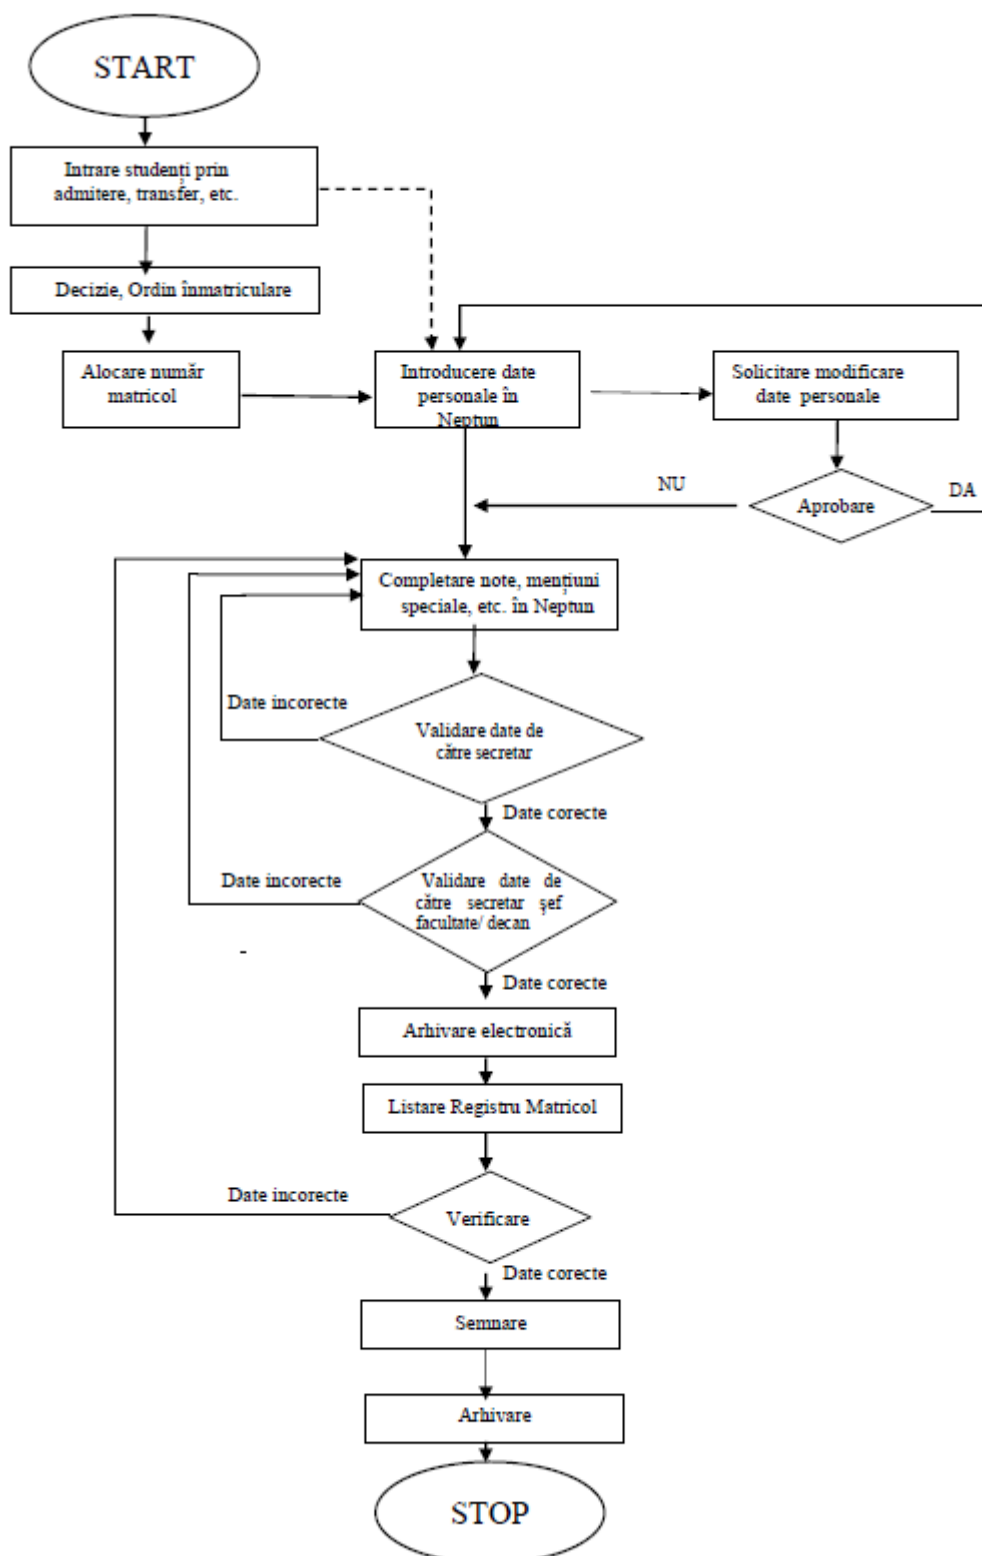 START
Intrare studenți prin
admitere, transfer, etc.
Decizie, Ordin înmatriculare
Alocare număr
matricol
Introducere date
personale în
Neptun
Solicitare modificare
date personale
NU
Aprobare
DA
Completare note, mențiuni
speciale, etc. în Neptun
Date incorecte
Validare date de
către secretar
Date corecte
Date incorecte
Validare date de
către secretar şef
facultate/ decan
-
Date corecte
Arhivare electronică
Listare Registru Matricol
Date incorecte
Verificare
Date corecte
Semnare
Arhivare
STOP